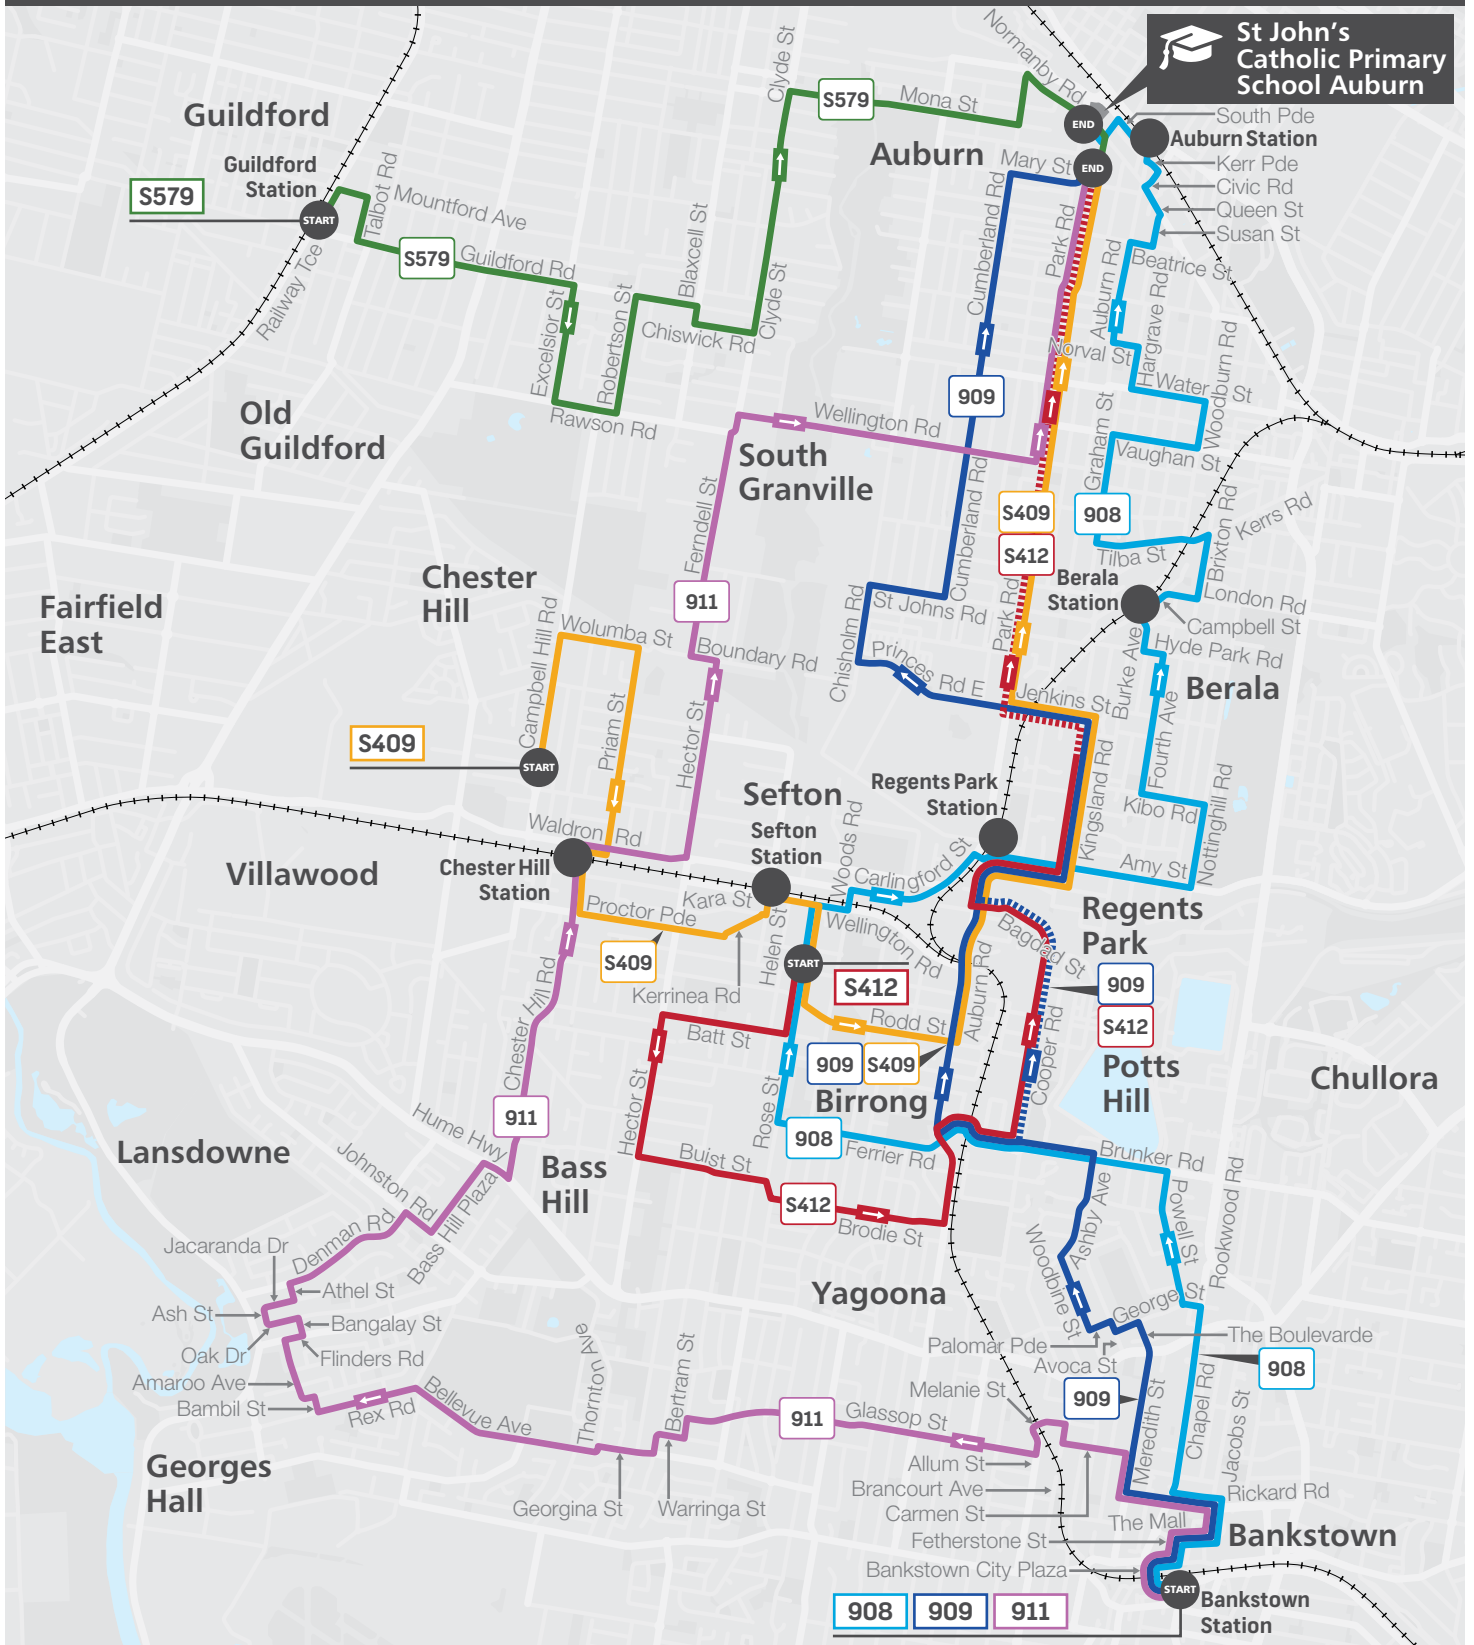 St John's
Catholic Primary
School Auburn
Normanby Rd
Clyde St
S579
Mona St
END
South Pde
Auburn Station
Guildford
Auburn
Mary St
END
Kerr Pde
Civic Rd
Queen St
Susan St
Guildford
Station
S579
START
Talbot Rd
Mountford Ave
S579
Guildford Rd
Railway Tce
Excelsior St
Robertson St
Blaxcell St
Chiswick Rd
Clyde St
Rawson Rd
Cumberland Rd
Park Rd
Auburn Rd
Beatrice St
Hargrave Rd
Norval St
Water St
Woodburn Rd
Graham St
Vaughan St
909
Old
Guildford
Wellington Rd
South
Granville
Ferndell St
Cumberland Rd
S409
S412
908
Kerrs Rd
Brixton Rd
Tilba St
Berala
Station
London Rd
Campbell St
Hyde Park Rd
Berala
Fairfield
East
Chester
Hill
911
Campbell Hill Rd
Wolumba St
Boundary Rd
Chisholm Rd
St Johns Rd
Princes Rd E
Park Rd
Jenkins St
Burke Ave
Fourth Ave
Priam St
Hector St
S409
START
Waldron Rd
Sefton
Sefton
Station
Regents Park
Station
Kingsland Rd
Kibo Rd
Nottinghill Rd
Amy St
Villawood
Chester Hill
Station
Woods Rd
Carlingford St
Kara St
Proctor Pde
Helen St
Wellington Rd
Regents
Park
Bagdad St
S409
Kerrinea Rd
START
S412
Auburn Rd
909
S412
Chester Hill Rd
Batt St
Rodd St
Cooper Rd
909
S409
Potts
Hill
Chullora
Birrong
Hector St
Rose St
911
Hume Hwy
908
Ferrier Rd
Brunker Rd
Lansdowne
Johnston Rd
Bass
Hill
Buist St
S412
Brodie St
Ashby Ave
Powell St
Rookwood Rd
Denman Rd
Bass Hill Plaza
Jacaranda Dr
Athel St
Ash St
Bangalay St
Oak Dr
Flinders Rd
Amaroo Ave
Bambil St
Yagoona
Woodbine St
George St
Palomar Pde
The Boulevarde
Avoca St
908
Rex Rd
Bellevue Ave
Thornton Ave
Bertram St
911
Glassop St
Melanie St
909
Meredith St
Chapel Rd
Jacobs St
Georges
Hall
Georgina St
Warringa St
Allum St
Brancourt Ave
Carmen St
Rickard Rd
The Mall
Fetherstone St
Bankstown
Bankstown City Plaza
START
Bankstown
Station
908
909
911